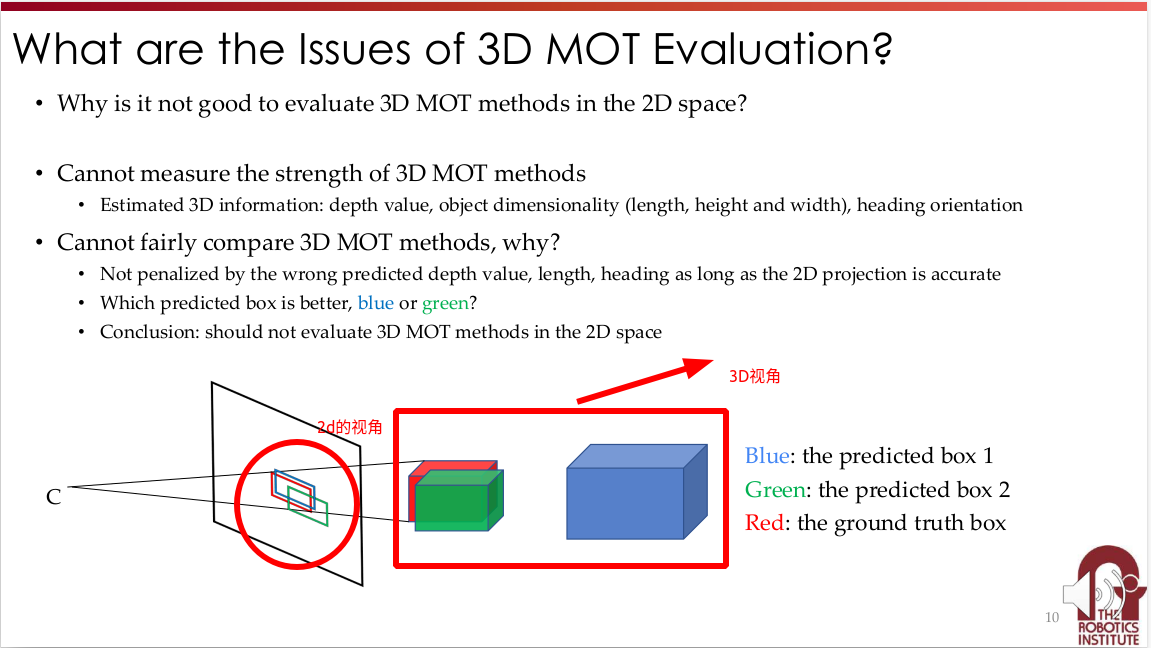 What are the Issues of 3D MOT Evaluation?
• Why is it not good to evaluate 3D MOT methods in the 2D space?
• Cannot measure the strength of 3D MOT methods
• Estimated 3D information: depth value, object dimensionality (length, height and width), heading orientation
• Cannot fairly compare 3D MOT methods, why?
• Not penalized by the wrong predicted depth value, length, heading as long as the 2D projection is accurate
• Which predicted box is better, blue or green?
• Conclusion: should not evaluate 3D MOT methods in the 2D space
3D视角
2d的视角
C
Blue: the predicted box 1
Green: the predicted box 2
Red: the ground truth box
10
THE
ROBOTICS
INSTITUTE